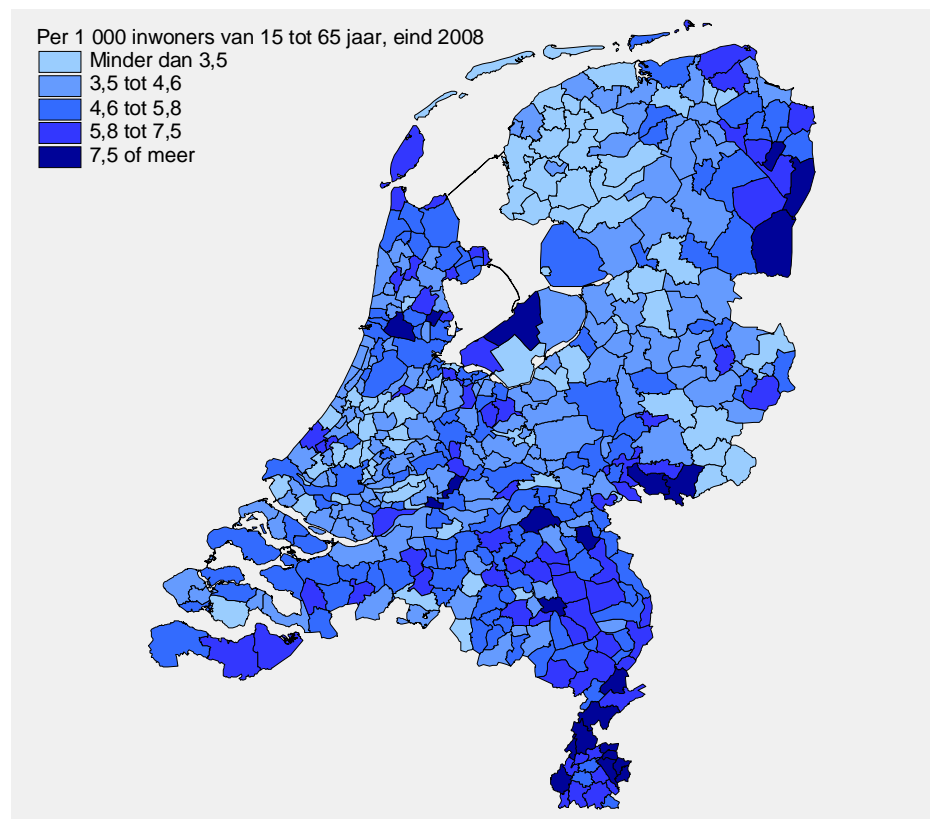 Per 1 000 inwoners van 15 tot 65 jaar, eind 2008
Minder dan 3,5
3,5 tot 4,6
4,6 tot 5,8
5,8 tot 7,5
7,5 of meer